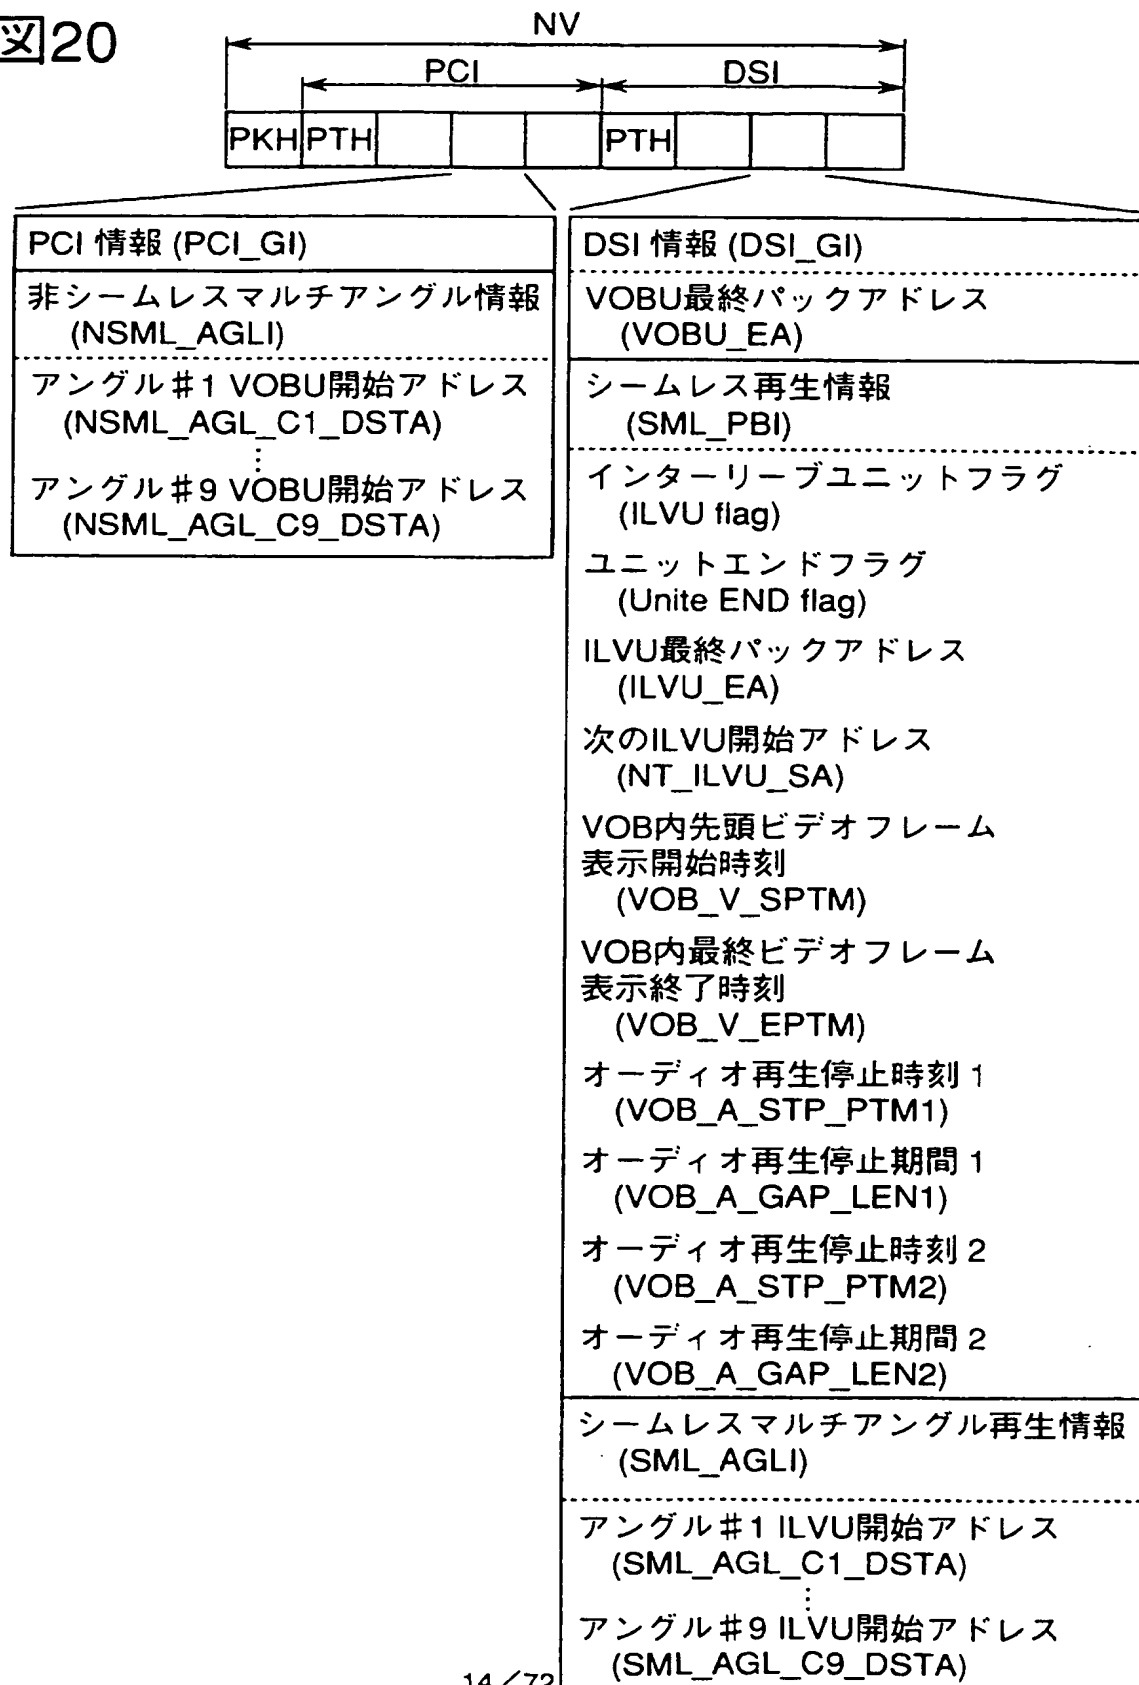 図20
NV
PCI
DSI
PKH PTH PTH
PCI 情報 (PCI_GI)
非シームレスマルチアングル情報
(NSML_AGLI)
アングル#1 VOBU開始アドレス
(NSML_AGL_C1_DSTA)
⋮
アングル#9 VOBU開始アドレス
(NSML_AGL_C9_DSTA)
DSI 情報 (DSI_GI)
VOBU最終パックアドレス
(VOBU_EA)
シームレス再生情報
(SML_PBI)
インターリーブユニットフラグ
(ILVU flag)
ユニットエンドフラグ
(Unite END flag)
ILVU最終パックアドレス
(ILVU_EA)
次のILVU開始アドレス
(NT_ILVU_SA)
VOB内先頭ビデオフレーム
表示開始時刻
(VOB_V_SPTM)
VOB内最終ビデオフレーム
表示終了時刻
(VOB_V_EPTM)
オーディオ再生停止時刻 1
(VOB_A_STP_PTM1)
オーディオ再生停止期間 1
(VOB_A_GAP_LEN1)
オーディオ再生停止時刻 2
(VOB_A_STP_PTM2)
オーディオ再生停止期間 2
(VOB_A_GAP_LEN2)
シームレスマルチアングル再生情報
(SML_AGLI)
アングル#1 ILVU開始アドレス
(SML_AGL_C1_DSTA)
⋮
アングル#9 ILVU開始アドレス
(SML_AGL_C9_DSTA)
14/72